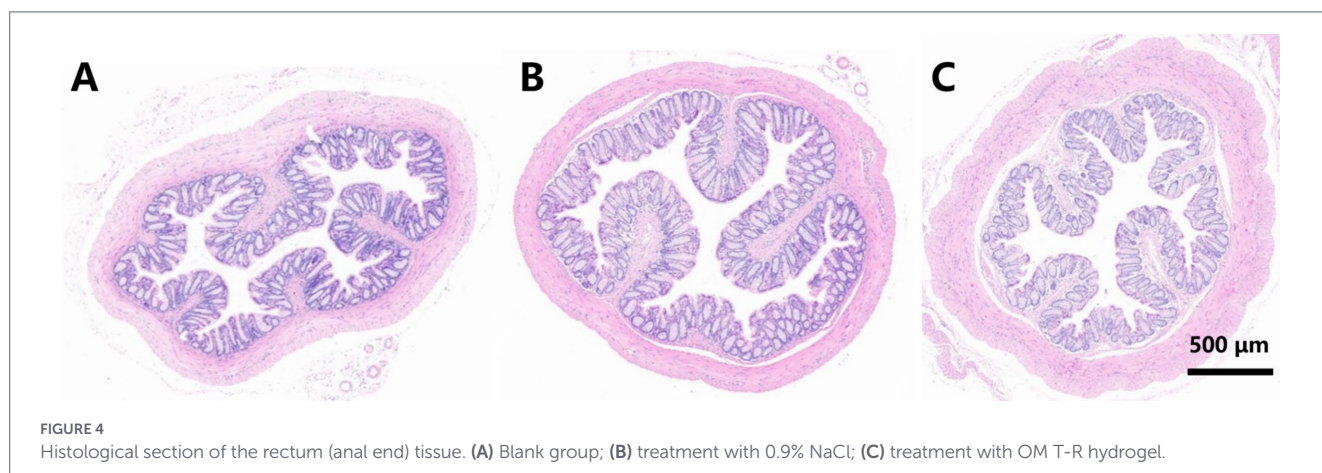 A
B
C
500 µm
FIGURE 4
Histological section of the rectum (anal end) tissue. (A) Blank group; (B) treatment with 0.9% NaCl; (C) treatment with OM T-R hydrogel.